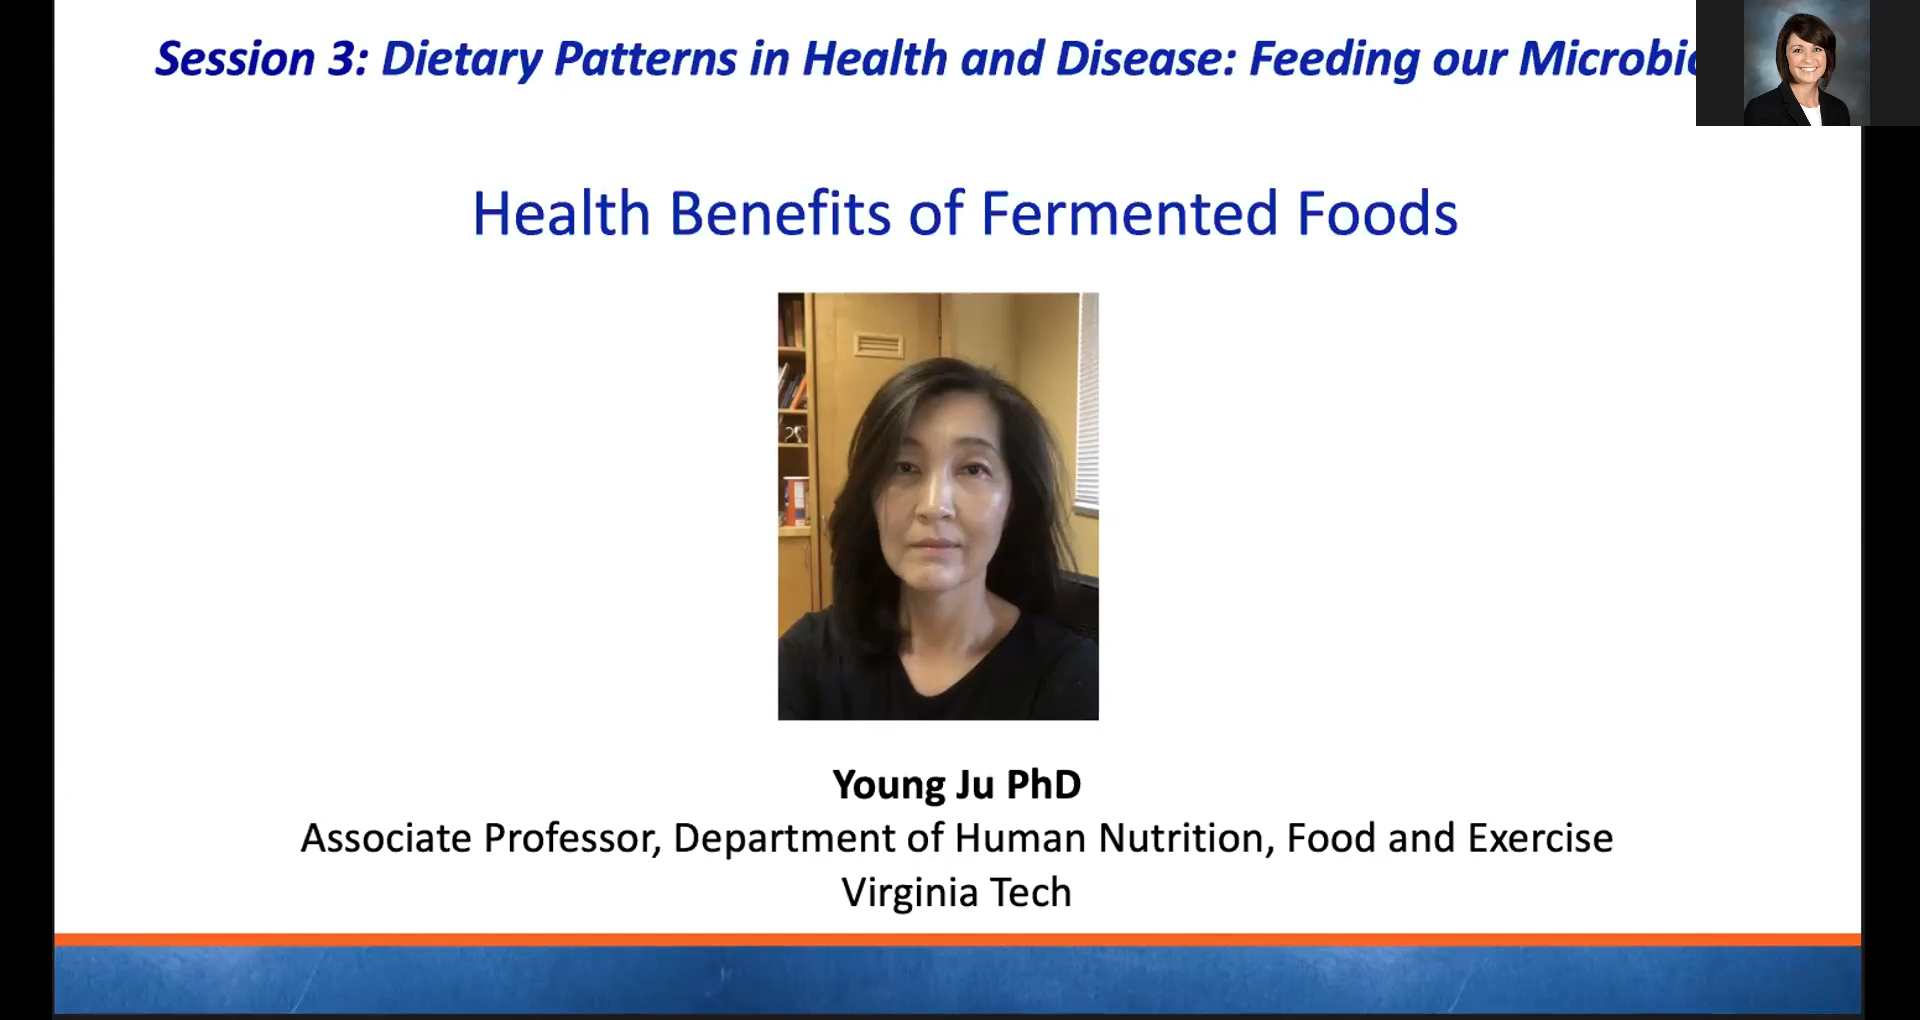 Session 3: Dietary Patterns in Health and Disease: Feeding our
Health Benefits of Fermented Foods
Young Ju PhD
Associate Professor, Department of Human Nutrition, Food and Exercise
Virginia Tech